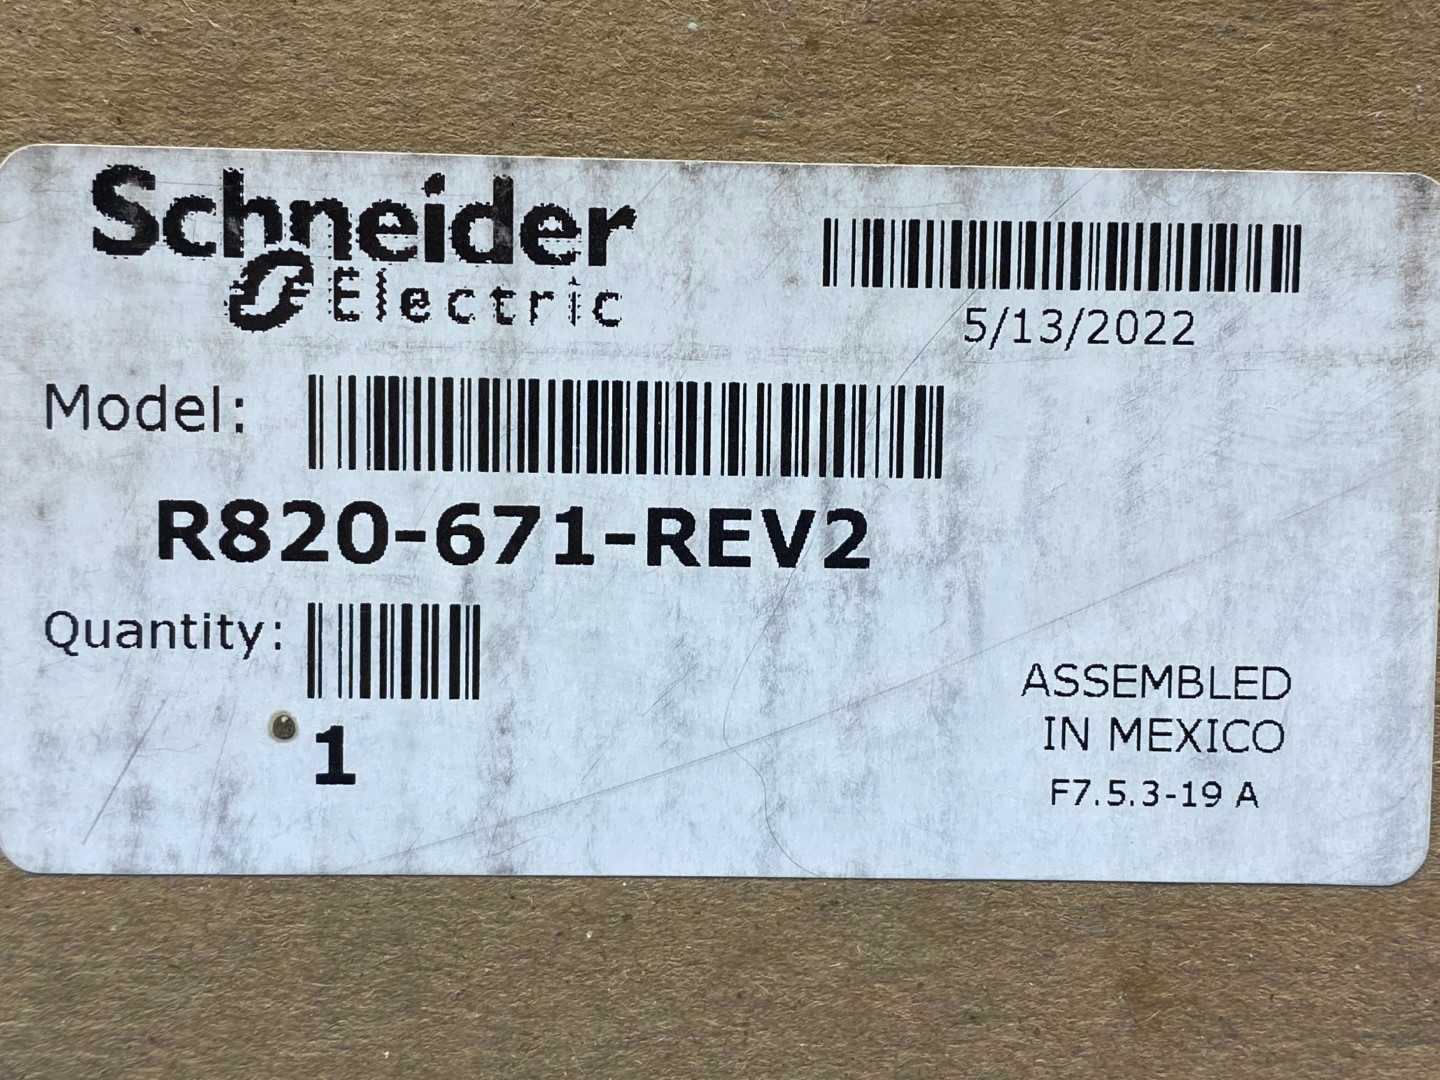 Schneider
Electric
5/13/2022
Model:
R820-671-REV2
Quantity:
1
ASSEMBLED
IN MEXICO
F7.5.3-19 A